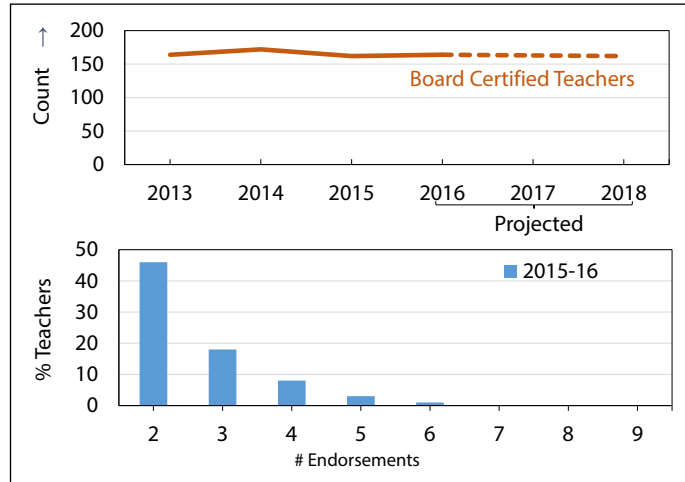 200
150
100
50
0
Count →
Board Certified Teachers
2013 2014 2015 2016 2017 2018
Projected
50
40
30
20
10
0
% Teachers
2015-16
2 3 4 5 6 7 8 9
# Endorsements